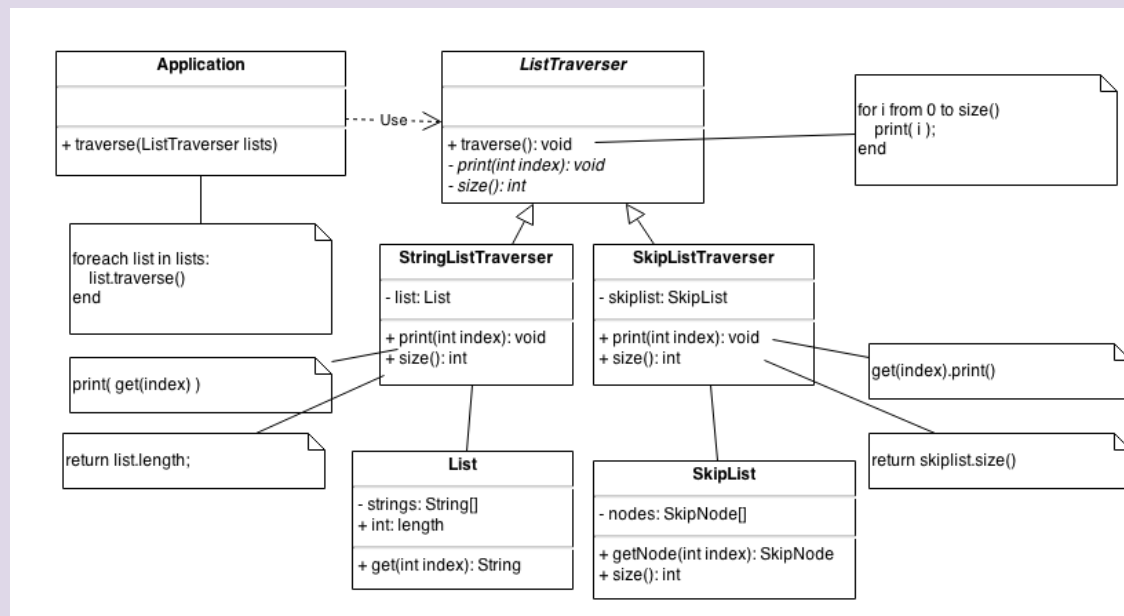 Application
+ traverse(ListTraverser lists)
Use
ListTraverser
+ traverse(): void
- print(int index): void
- size(): int
for i from 0 to size()
print( i );
end
foreach list in lists:
list.traverse()
end
StringListTraverser
- list: List
+ print(int index): void
+ size(): int
SkipListTraverser
- skiplist: SkipList
+ print(int index): void
+ size(): int
print( get(index) )
get(index).print()
return list.length;
return skiplist.size()
List
- strings: String[]
+ int: length
+ get(int index): String
SkipList
- nodes: SkipNode[]
+ getNode(int index): SkipNode
+ size(): int